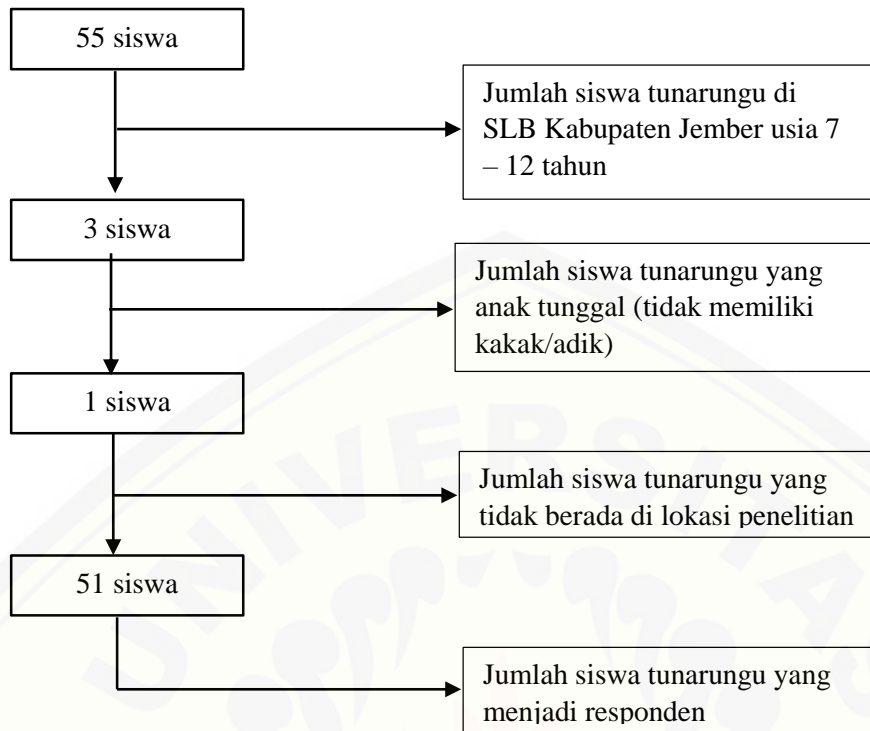 55 siswa
Jumlah siswa tunarungu di
SLB Kabupaten Jember usia 7
– 12 tahun
3 siswa
Jumlah siswa tunarungu yang
anak tunggal (tidak memiliki
kakak/adik)
1 siswa
Jumlah siswa tunarungu yang
tidak berada di lokasi penelitian
51 siswa
Jumlah siswa tunarungu yang
menjadi responden
UNIVERSITAS